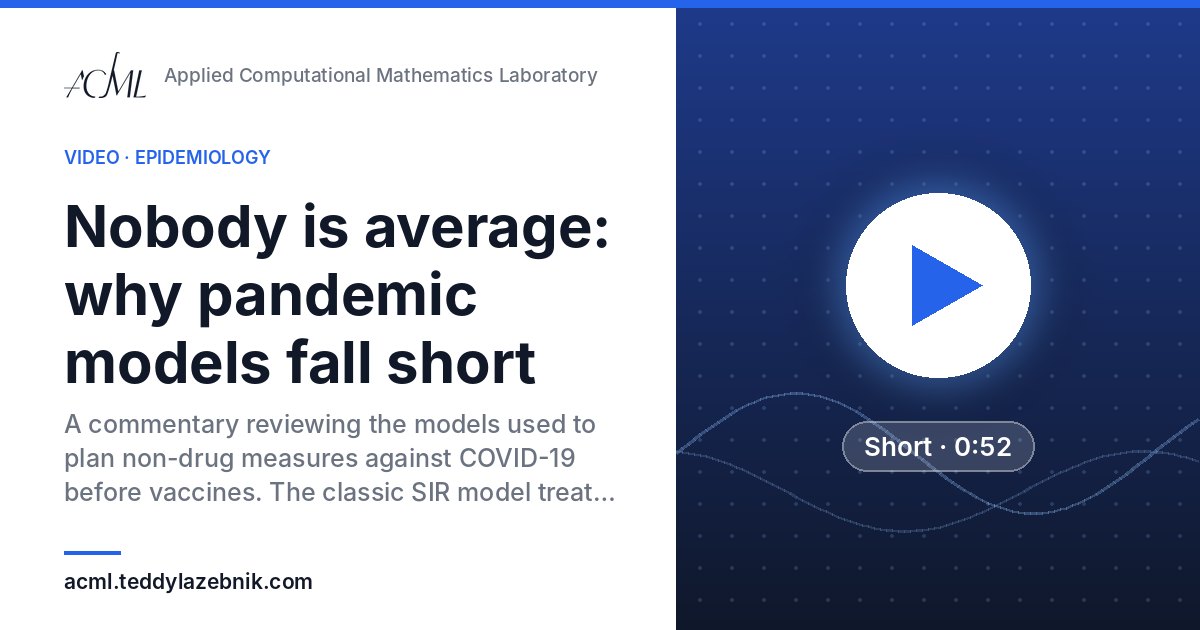 ACML
Applied Computational Mathematics Laboratory
VIDEO · EPIDEMIOLOGY
Nobody is average:
why pandemic
models fall short
A commentary reviewing the models used to
plan non-drug measures against COVID-19
before vaccines. The classic SIR model treat...
acml.teddylazebnik.com
Short · 0:52